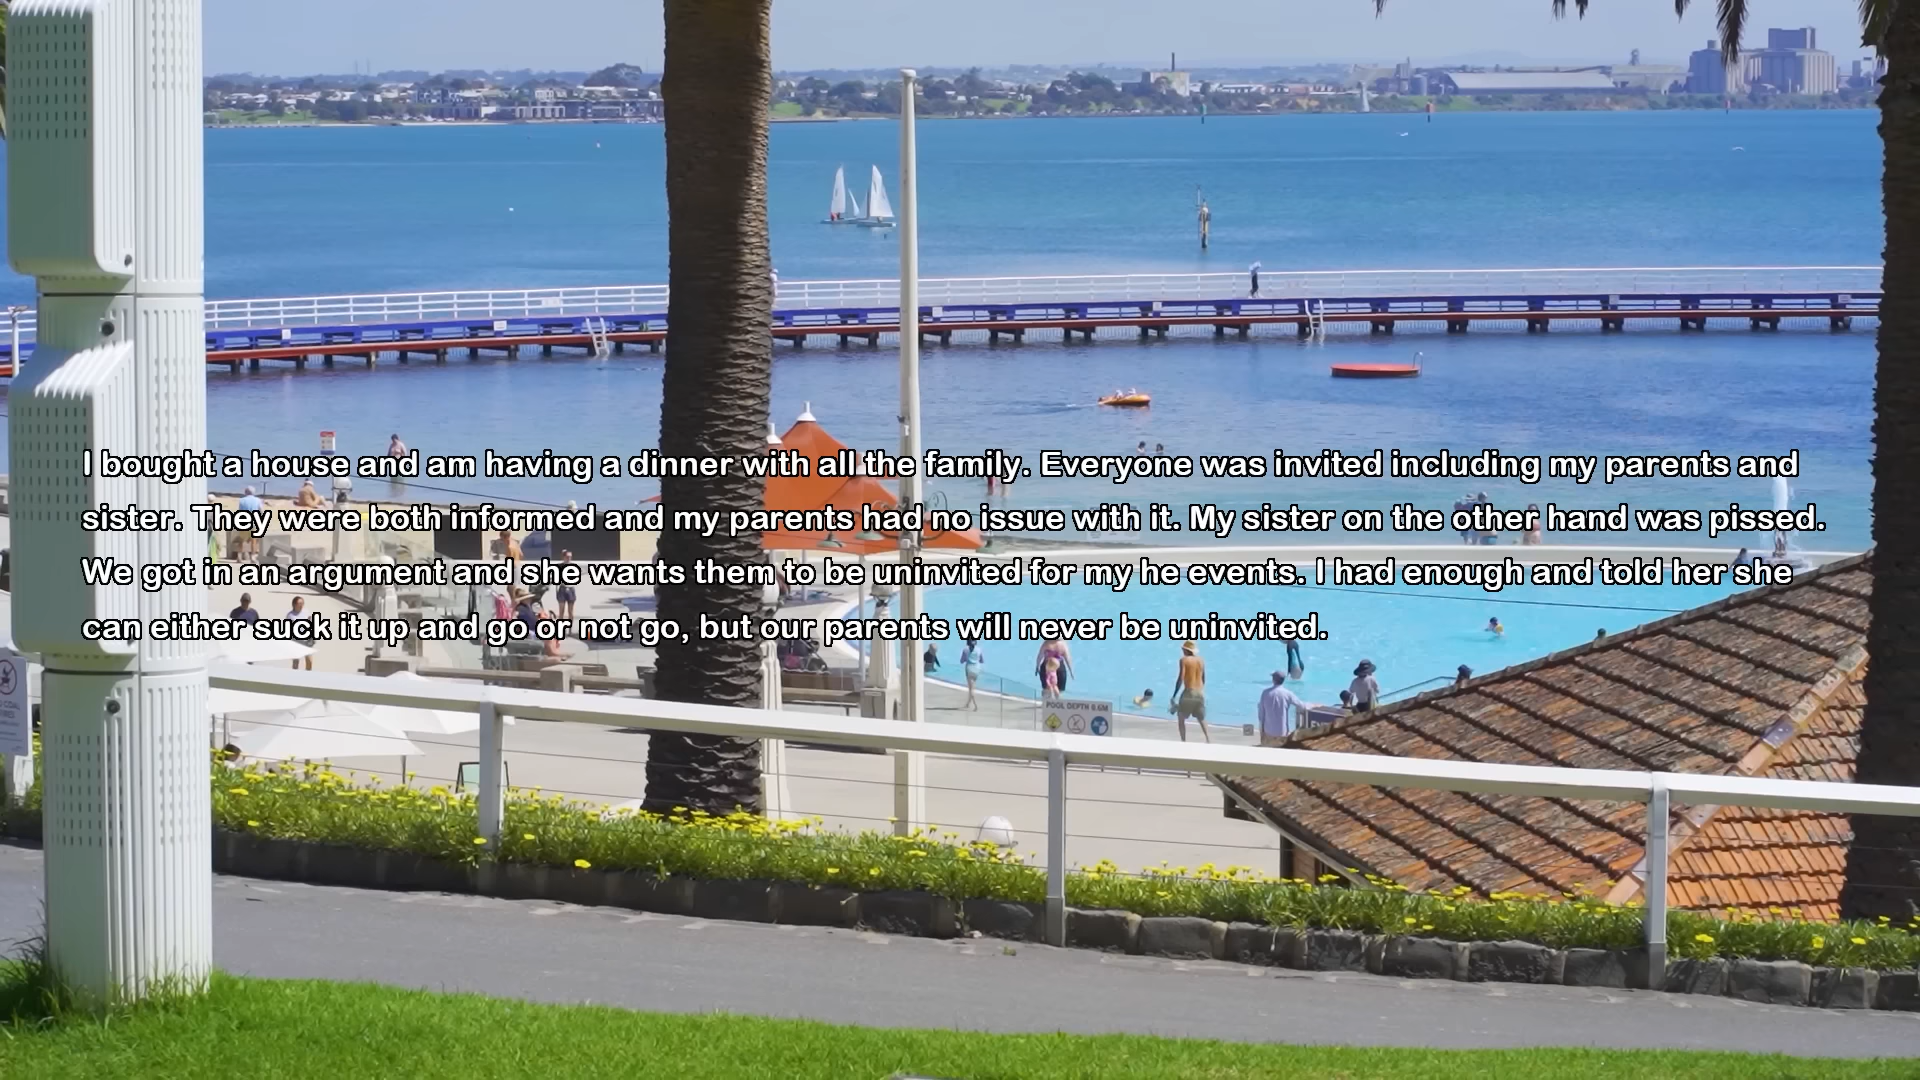 I bought a house and am having a dinner with all the family. Everyone was invited including my parents and
sister. They were both informed and my parents had no issue with it. My sister on the other hand was pissed.
We got in an argument and she wants them to be uninvited for my he events. I had enough and told her she
can either suck it up and go or not go, but our parents will never be uninvited.
POOL DEPTH 0.6M